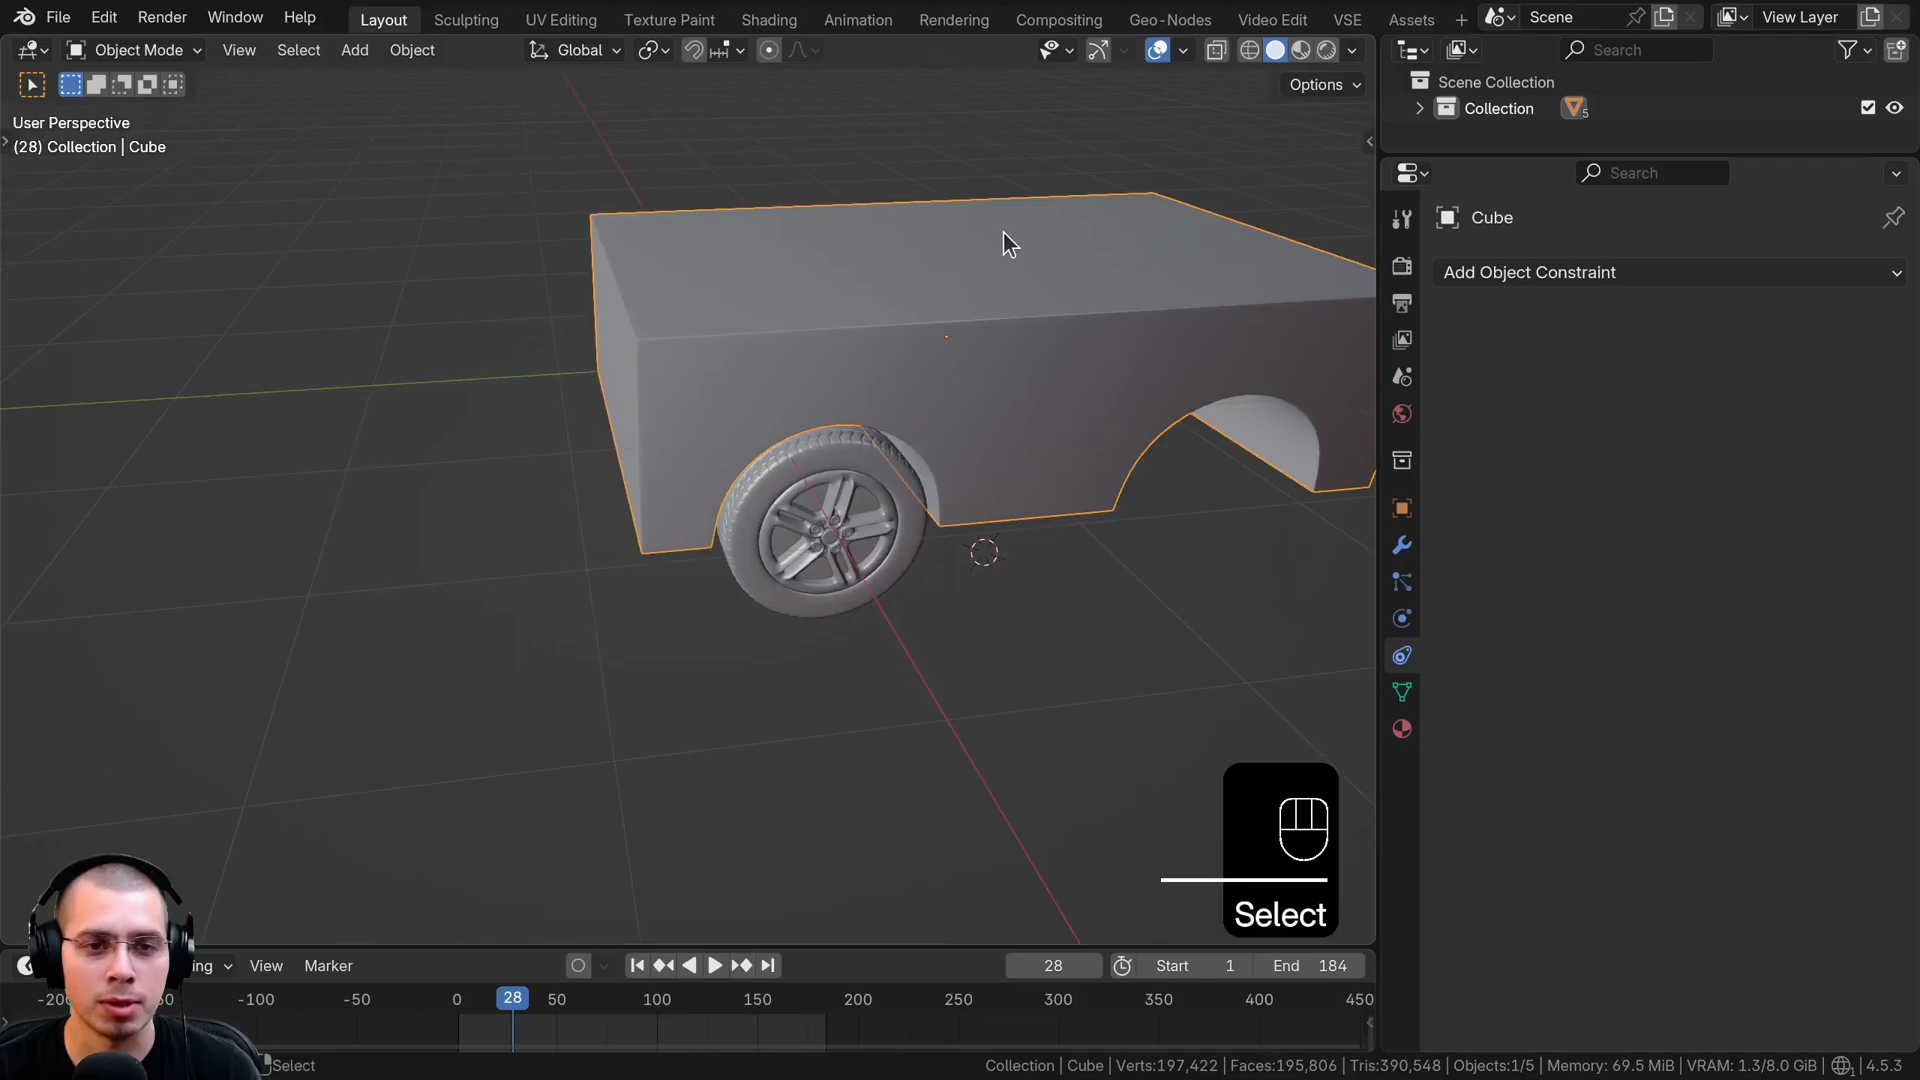 File Edit Render Window Help Layout Sculpting UV Editing Texture Paint Shading Animation Rendering Compositing Geo-Nodes Video Edit VSE Assets + Scene View Layer
Object Mode View Select Add Object Global Search
Options
Scene Collection
Collection 5
User Perspective
(28) Collection | Cube
Search
Cube
Add Object Constraint
Select
ng View Marker 28 Start 1 End 184
-100 -50 0 28 50 100 150 200 250 300 350 400 450
Select Collection | Cube | Verts:197,422 | Faces:195,806 | Tris:390,548 | Objects:1/5 | Memory: 69.5 MiB | VRAM: 1.3/8.0 GiB | 4.5.3